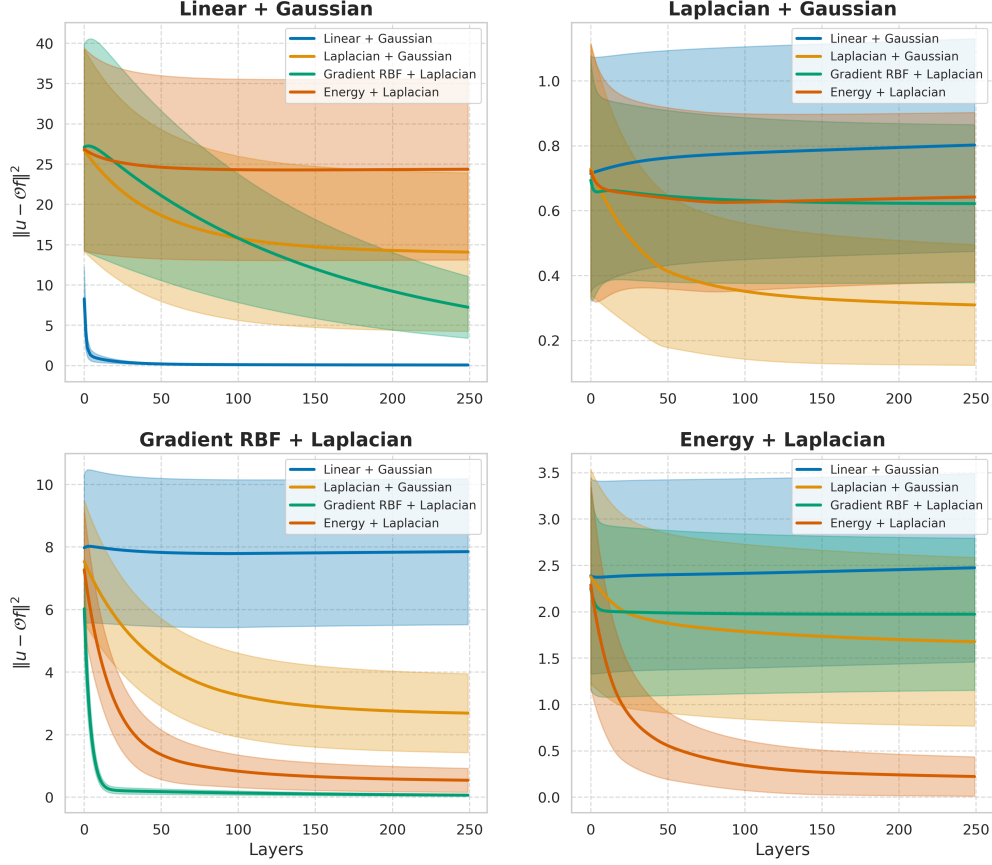 Linear + Gaussian
40
35
30
25
20
15
10
5
0
0 50 100 150 200 250
‖u − 𝒪f‖²
Linear + Gaussian
Laplacian + Gaussian
Gradient RBF + Laplacian
Energy + Laplacian
Laplacian + Gaussian
1.0
0.8
0.6
0.4
0.2
0 50 100 150 200 250
Linear + Gaussian
Laplacian + Gaussian
Gradient RBF + Laplacian
Energy + Laplacian
Gradient RBF + Laplacian
10
8
6
4
2
0
0 50 100 150 200 250
‖u − 𝒪f‖²
Layers
Linear + Gaussian
Laplacian + Gaussian
Gradient RBF + Laplacian
Energy + Laplacian
Energy + Laplacian
3.5
3.0
2.5
2.0
1.5
1.0
0.5
0.0
0 50 100 150 200 250
Layers
Linear + Gaussian
Laplacian + Gaussian
Gradient RBF + Laplacian
Energy + Laplacian